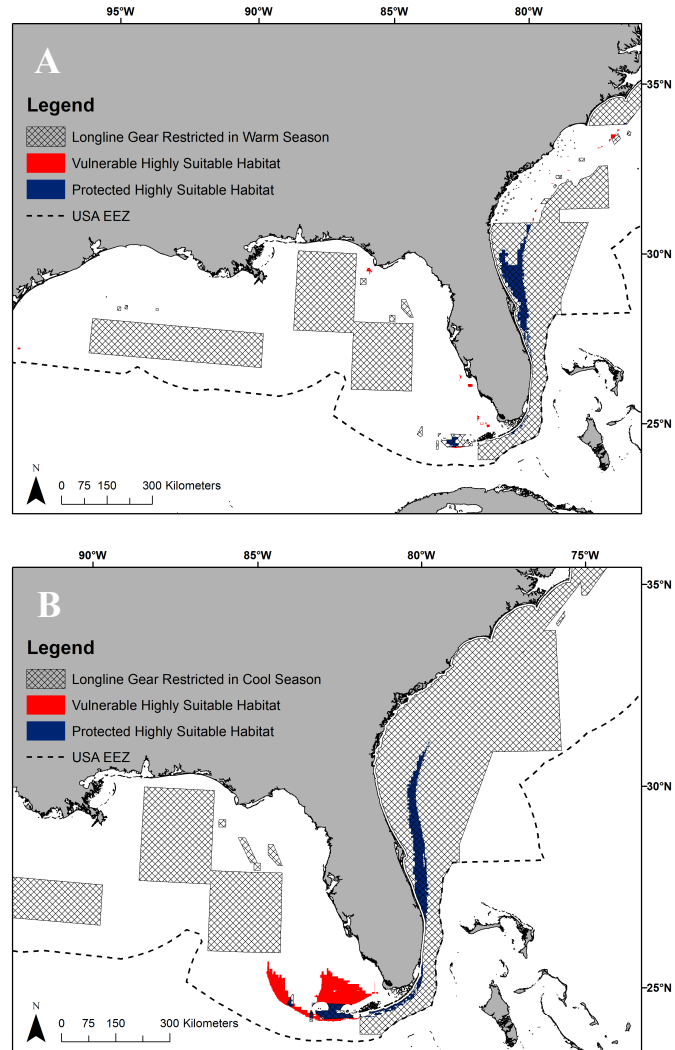 95°W 90°W 85°W 80°W
A
35°N
Legend
Longline Gear Restricted in Warm Season
Vulnerable Highly Suitable Habitat
Protected Highly Suitable Habitat
USA EEZ
30°N
25°N
N
0 75 150 300 Kilometers
90°W 85°W 80°W 75°W
35°N
B
Legend
Longline Gear Restricted in Cool Season
Vulnerable Highly Suitable Habitat
Protected Highly Suitable Habitat
USA EEZ
30°N
25°N
N
0 75 150 300 Kilometers